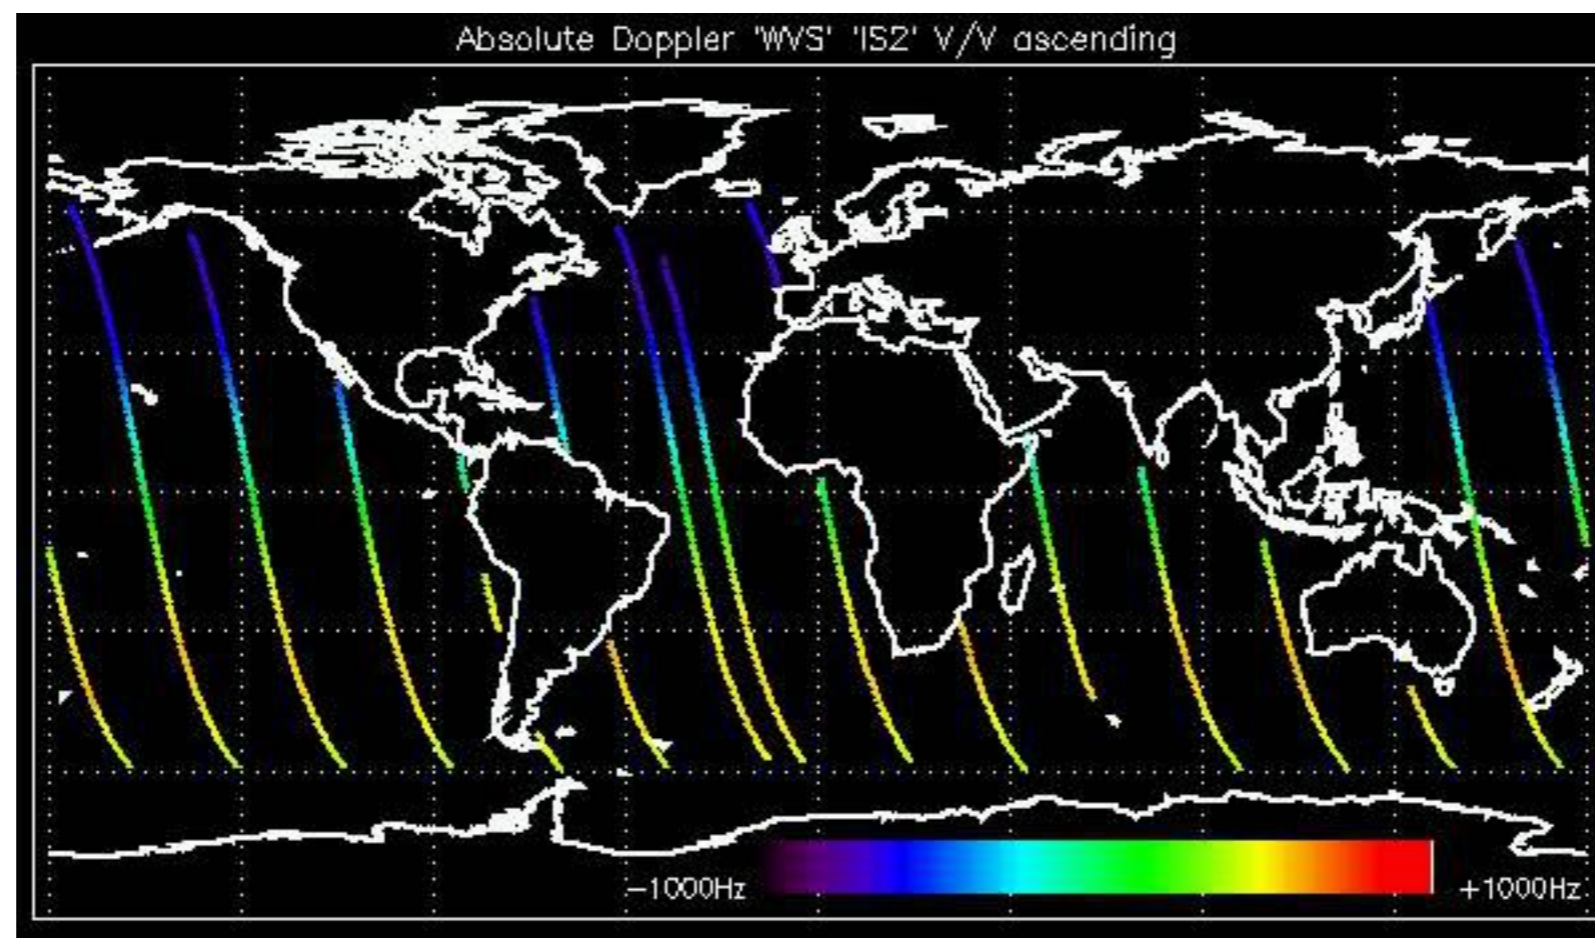 Absolute Doppler 'WVS' 'IS2' V/V ascending
−1000Hz
+1000Hz